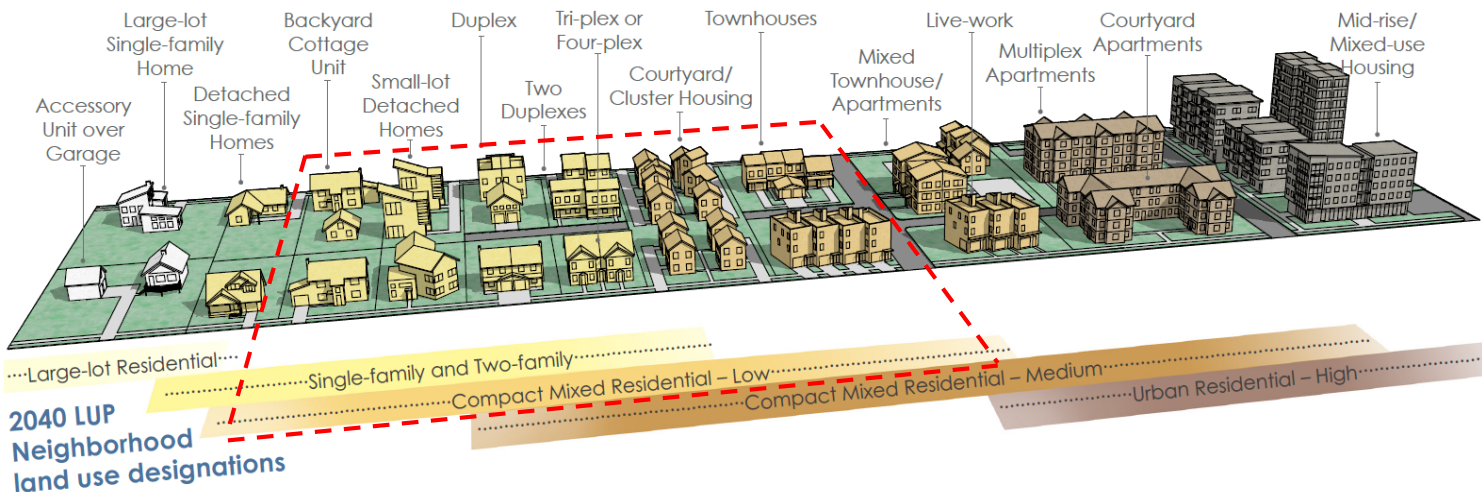 Large-lot
Single-family
Home
Backyard
Cottage
Unit
Duplex
Tri-plex or
Four-plex
Townhouses
Live-work
Courtyard
Apartments
Mid-rise/
Mixed-use
Housing
Accessory
Unit over
Garage
Detached
Single-family
Homes
Small-lot
Detached
Homes
Two
Duplexes
Courtyard/
Cluster Housing
Mixed
Townhouse/
Apartments
Multiplex
Apartments
Large-lot Residential
Single-family and Two-family
Compact Mixed Residential – Low
Compact Mixed Residential – Medium
Urban Residential – High
2040 LUP
Neighborhood
land use designations